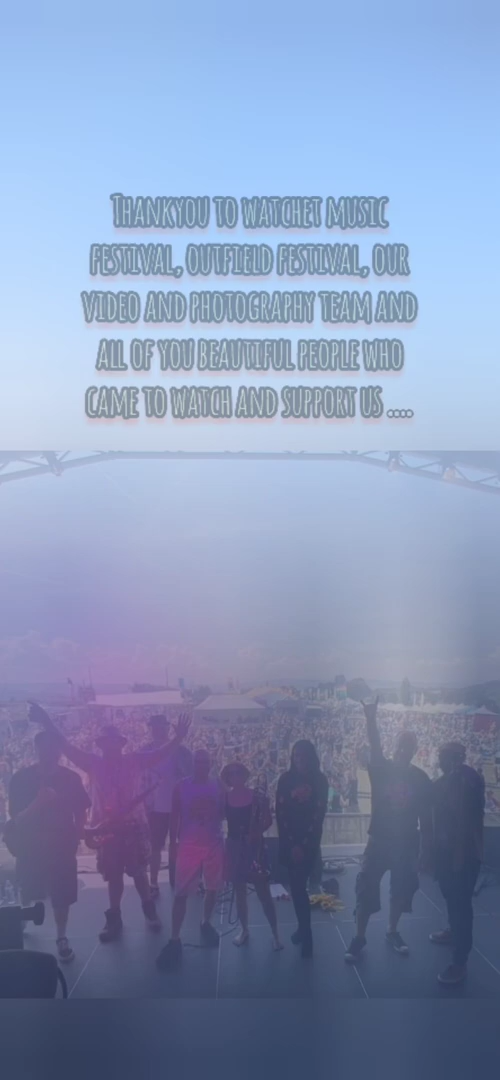 Thankyou to watchet music
festival, outfield festival, our
video and photography team and
all of you beautiful people who
came to watch and support us ....